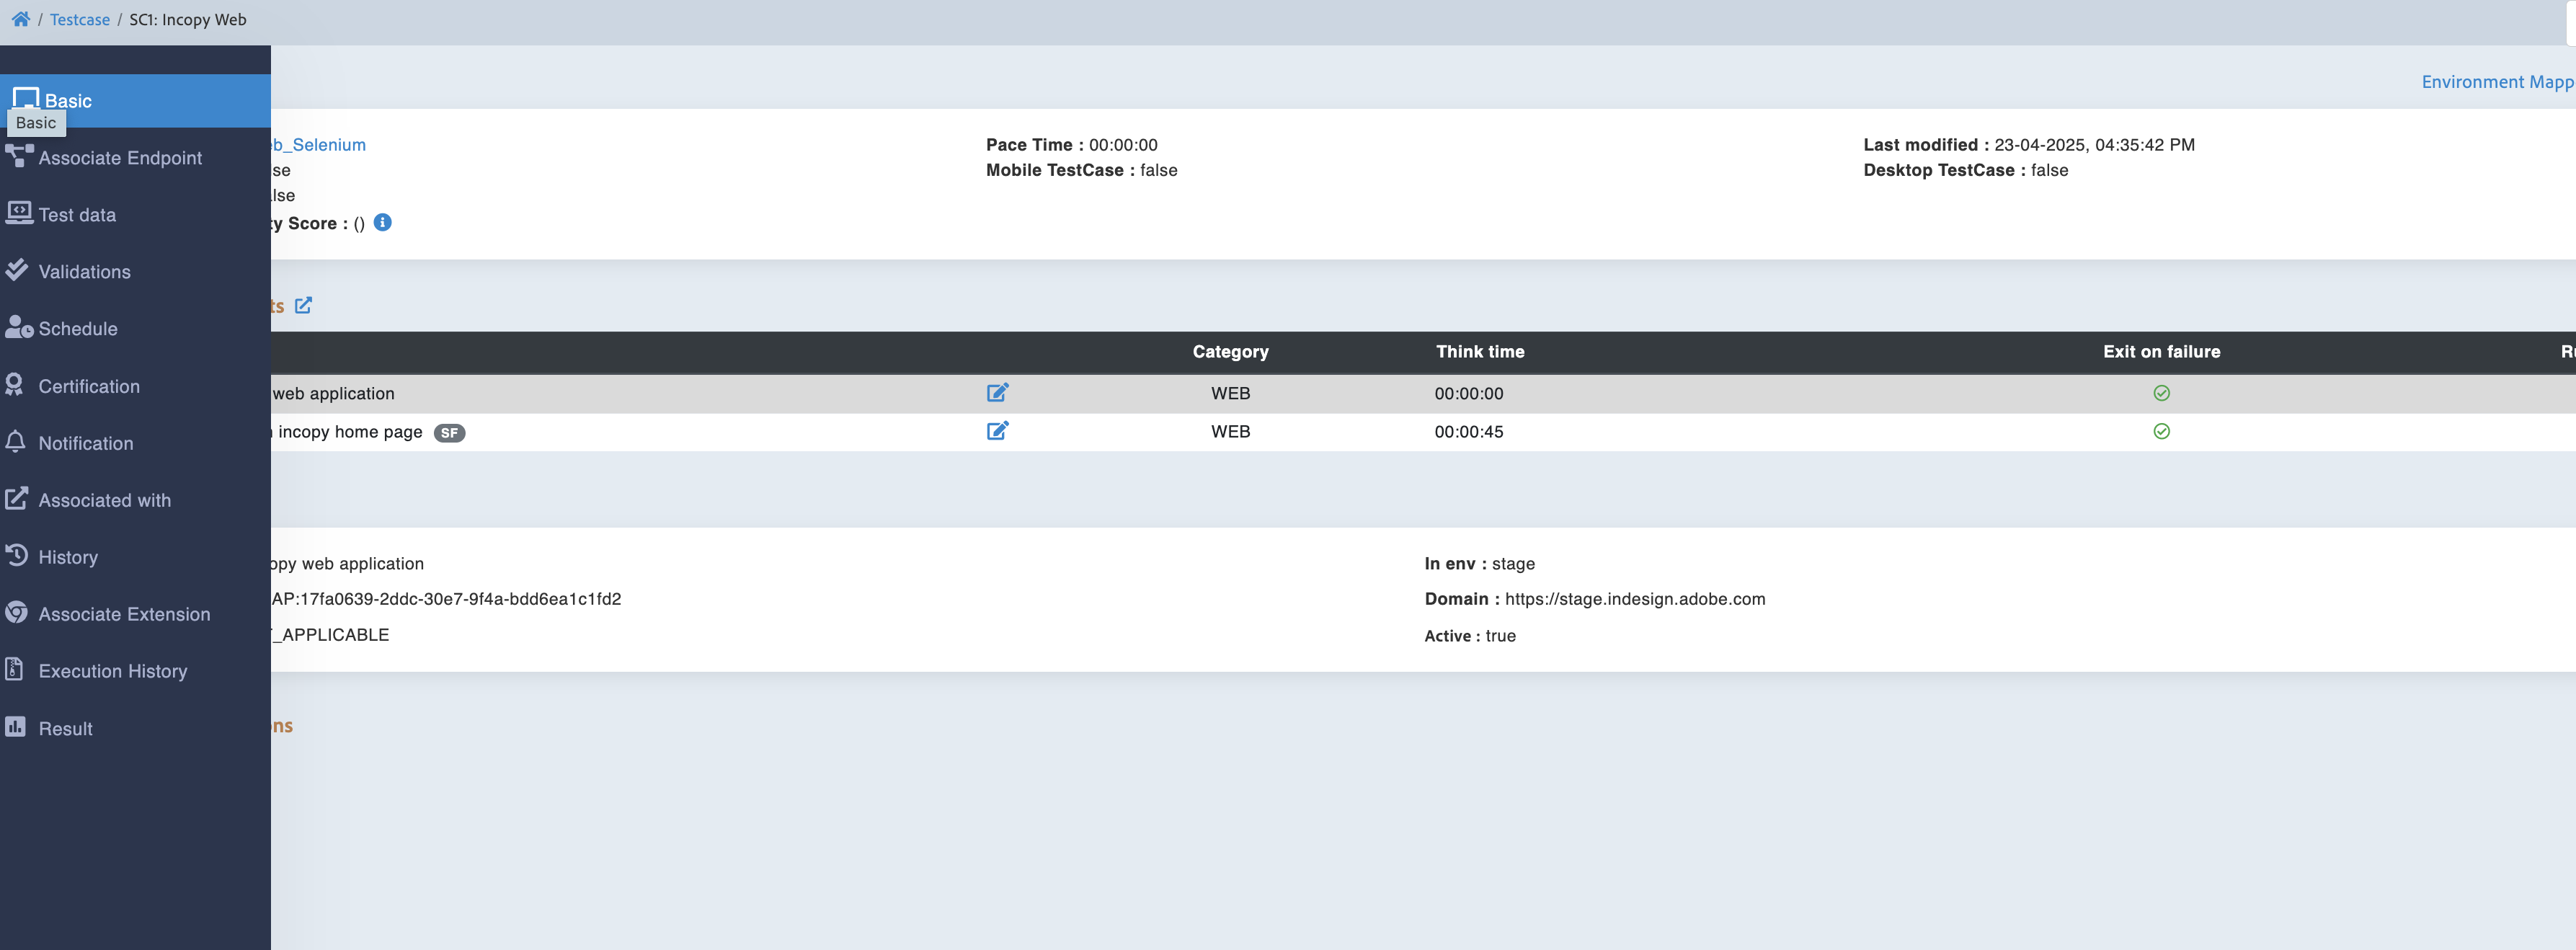 / Testcase / SC1: Incopy Web
Environment Mapp
Basic
Basic
Associate Endpoint
Test data
Validations
Schedule
Certification
Notification
Associated with
History
Associate Extension
Execution History
Result
eb_Selenium
se
lse
ty Score : ()
Pace Time : 00:00:00
Mobile TestCase : false
Last modified : 23-04-2025, 04:35:42 PM
Desktop TestCase : false
ts
Category Think time Exit on failure R
web application WEB 00:00:00
incopy home page SF WEB 00:00:45
opy web application
AP:17fa0639-2ddc-30e7-9f4a-bdd6ea1c1fd2
_APPLICABLE
In env : stage
Domain : https://stage.indesign.adobe.com
Active : true
ns